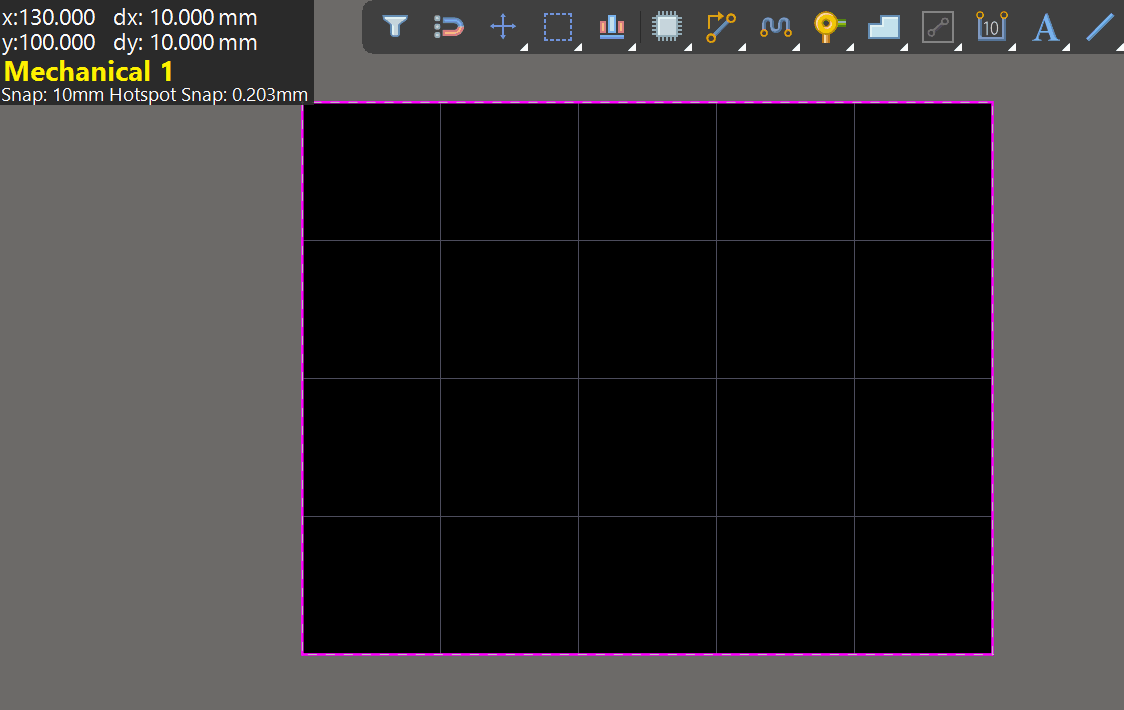 x:130.000 dx: 10.000 mm
y:100.000 dy: 10.000 mm
Mechanical 1
Snap: 10mm Hotspot Snap: 0.203mm
10
A